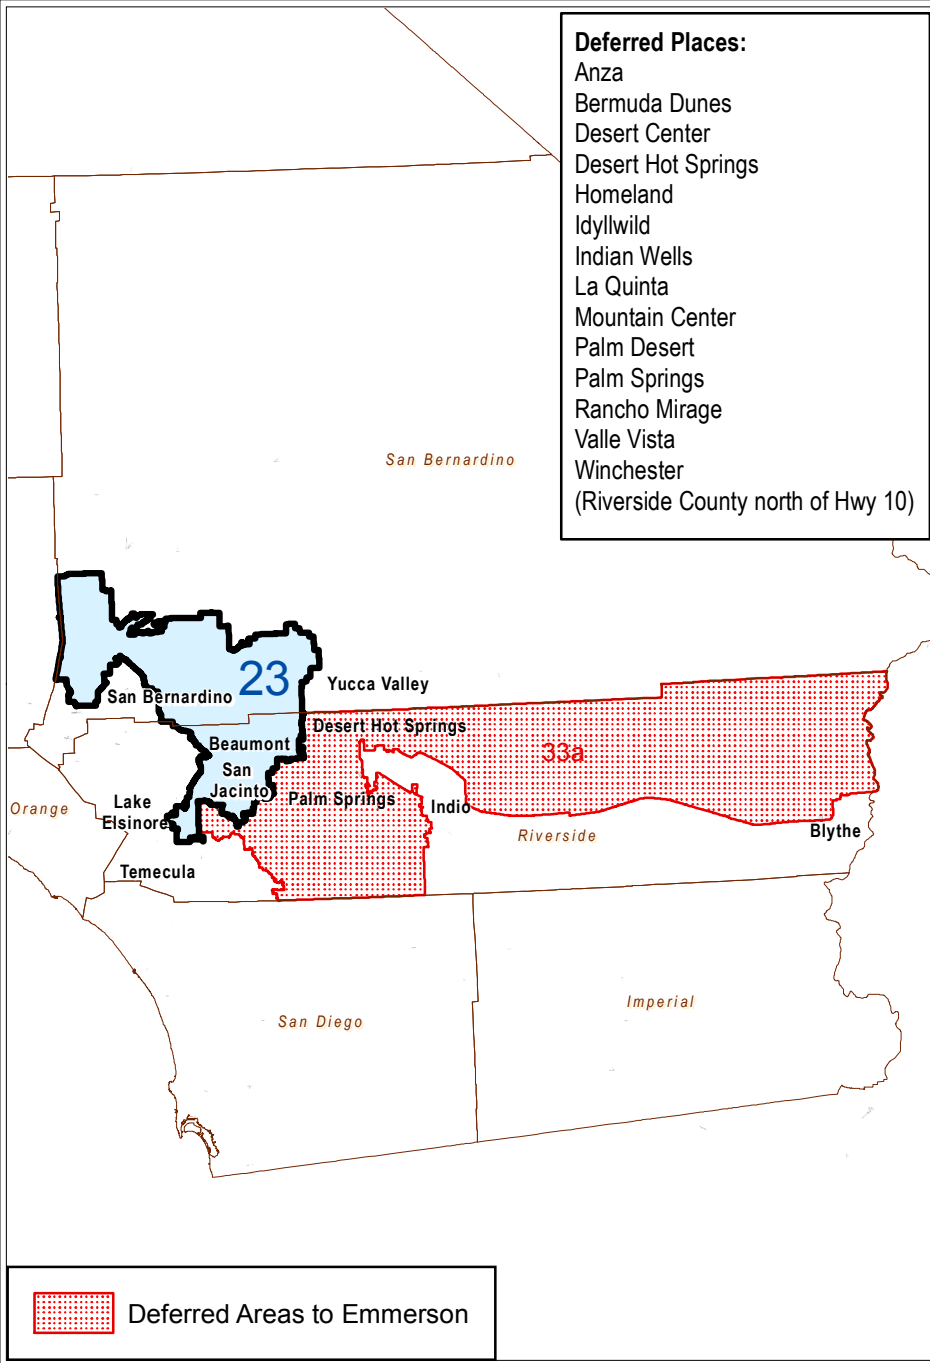 Deferred Places:
Anza
Bermuda Dunes
Desert Center
Desert Hot Springs
Homeland
Idyllwild
Indian Wells
La Quinta
Mountain Center
Palm Desert
Palm Springs
Rancho Mirage
Valle Vista
Winchester
(Riverside County north of Hwy 10)
San Bernardino
23
San Bernardino
Yucca Valley
Desert Hot Springs
Beaumont
33a
San
Jacinto
Palm Springs
Indio
Orange
Lake
Elsinore
Riverside
Blythe
Temecula
Imperial
San Diego
Deferred Areas to Emmerson